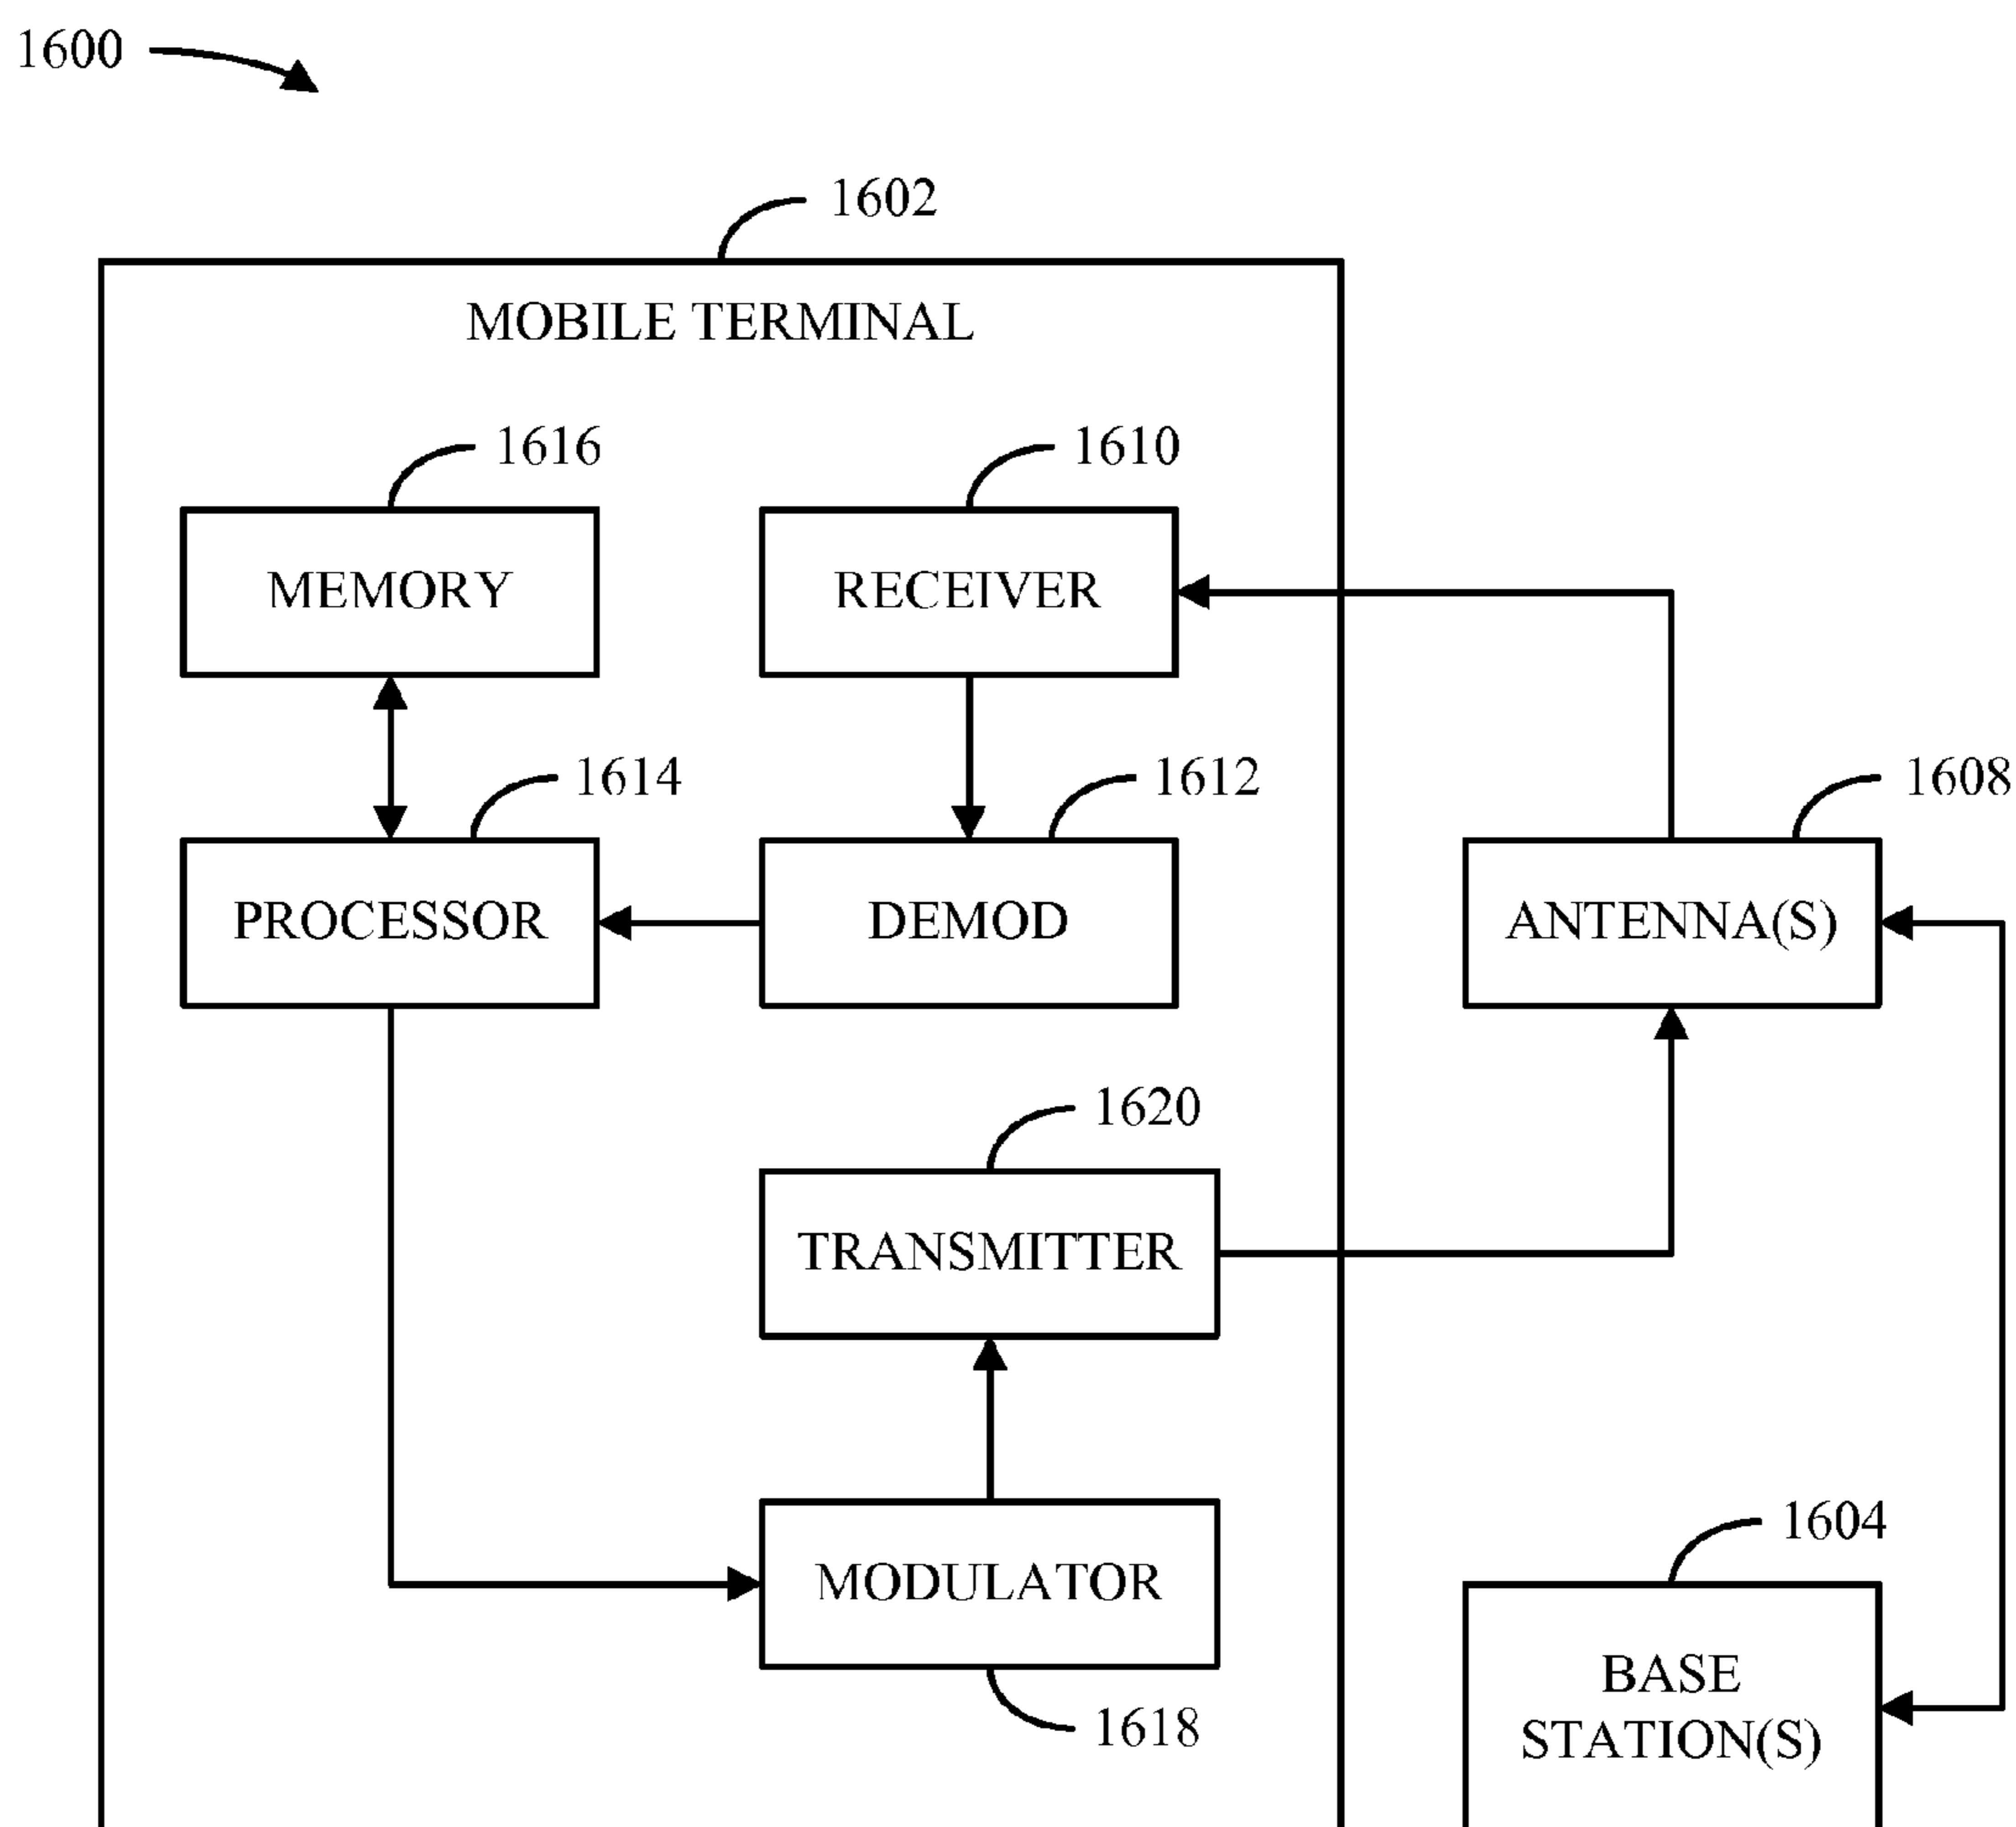 1600
1602
MOBILE TERMINAL
1616
1610
MEMORY
RECEIVER
1614
1612
1608
PROCESSOR
DEMOD
ANTENNA(S)
1620
TRANSMITTER
1604
MODULATOR
BASE
STATION(S)
1618